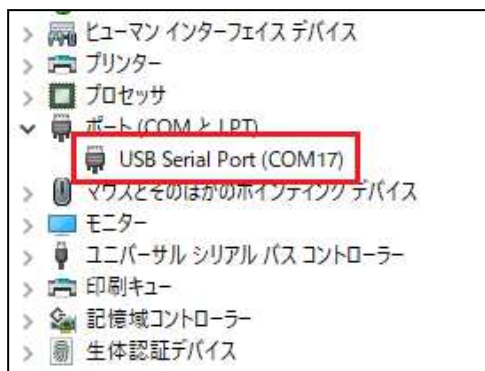 ヒューマン インターフェイス デバイス
プリンター
プロセッサ
ポート (COM と LPT)
USB Serial Port (COM17)
マウスとそのほかのポインティング デバイス
モニター
ユニバーサル シリアル バス コントローラー
印刷キュー
記憶域コントローラー
生体認証デバイス